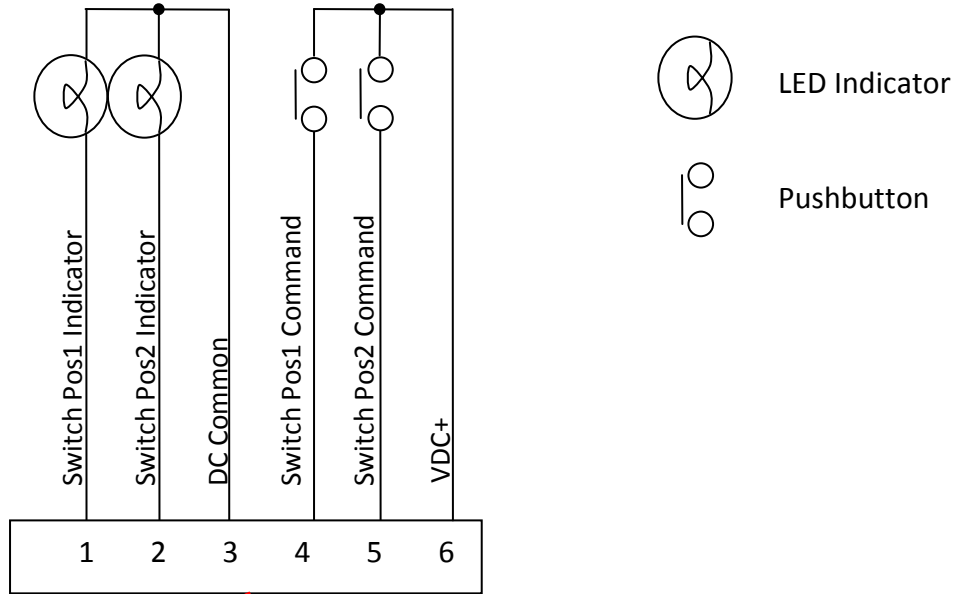 LED Indicator
Pushbutton
Switch Pos1 Indicator
Switch Pos2 Indicator
DC Common
Switch Pos1 Command
Switch Pos2 Command
VDC+
1 2 3 4 5 6